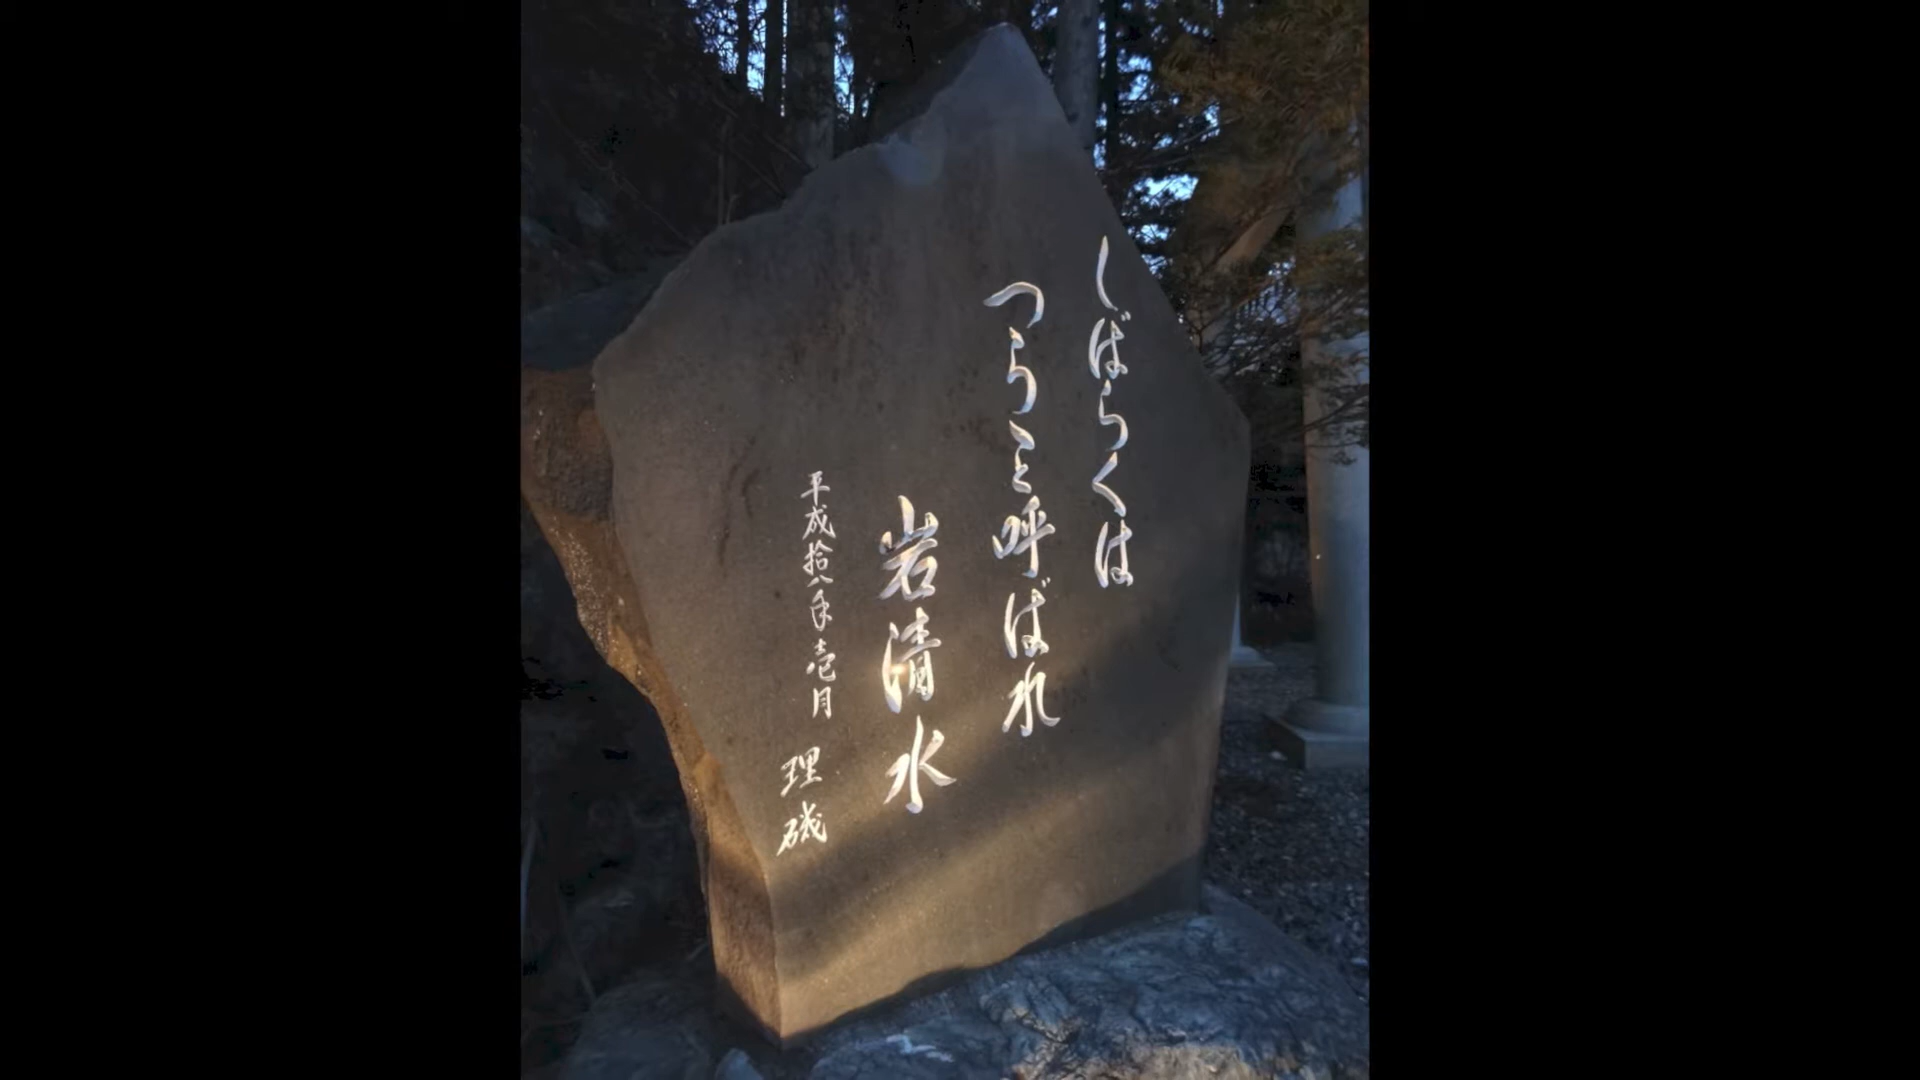 しばらくは
つらゝと呼ばれ
岩清水
平成拾八年壱月 理磯